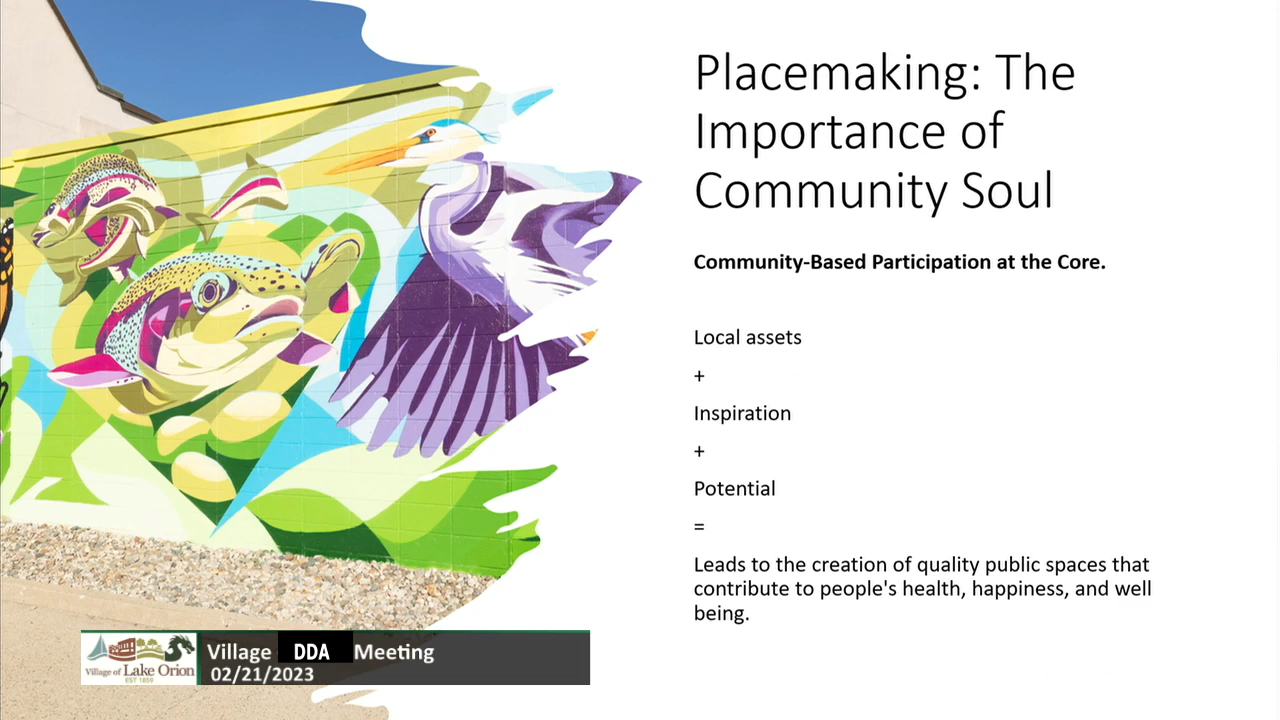 Placemaking: The
Importance of
Community Soul
Community-Based Participation at the Core.
Local assets
+
Inspiration
+
Potential
=
Leads to the creation of quality public spaces that
contribute to people's health, happiness, and well
being.
Village of Lake Orion
EST 1859
Village DDA Meeting
02/21/2023